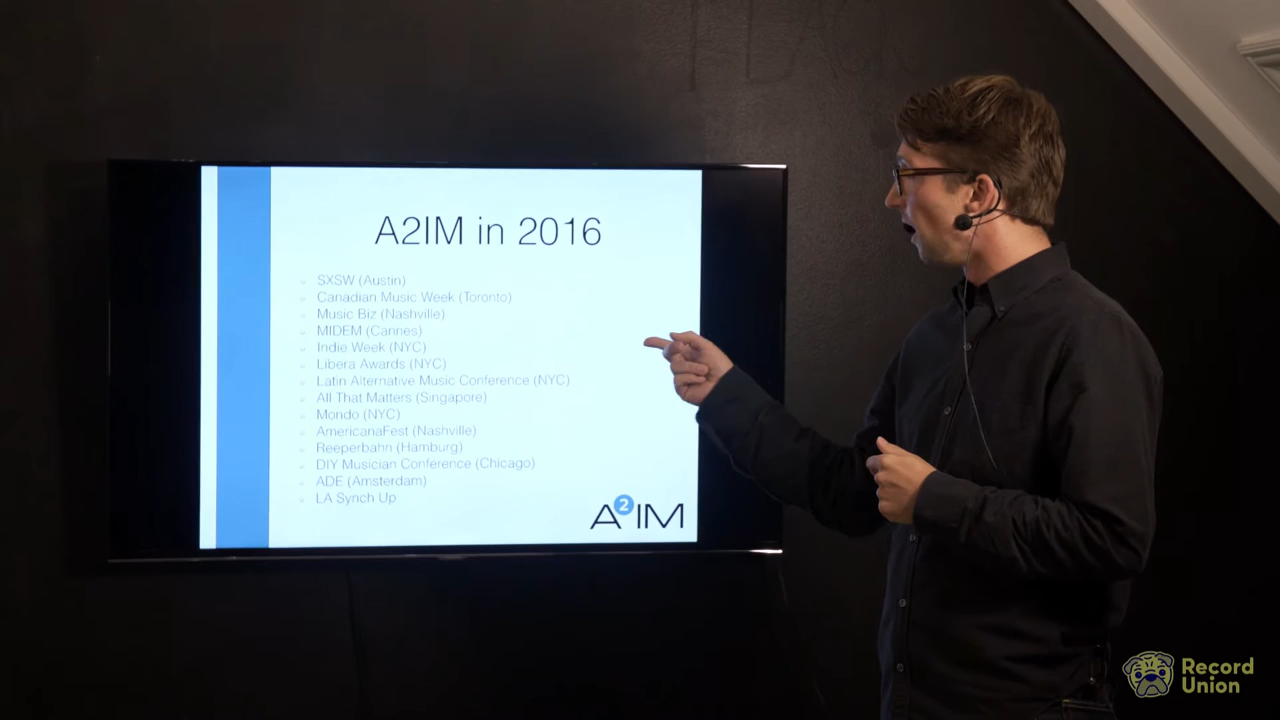 A2IM in 2016
SXSW (Austin)
Canadian Music Week (Toronto)
Music Biz (Nashville)
MIDEM (Cannes)
Indie Week (NYC)
Libera Awards (NYC)
Latin Alternative Music Conference (NYC)
All That Matters (Singapore)
Mondo (NYC)
AmericanaFest (Nashville)
Reeperbahn (Hamburg)
DIY Musician Conference (Chicago)
ADE (Amsterdam)
LA Synch Up
A2IM
Record
Union